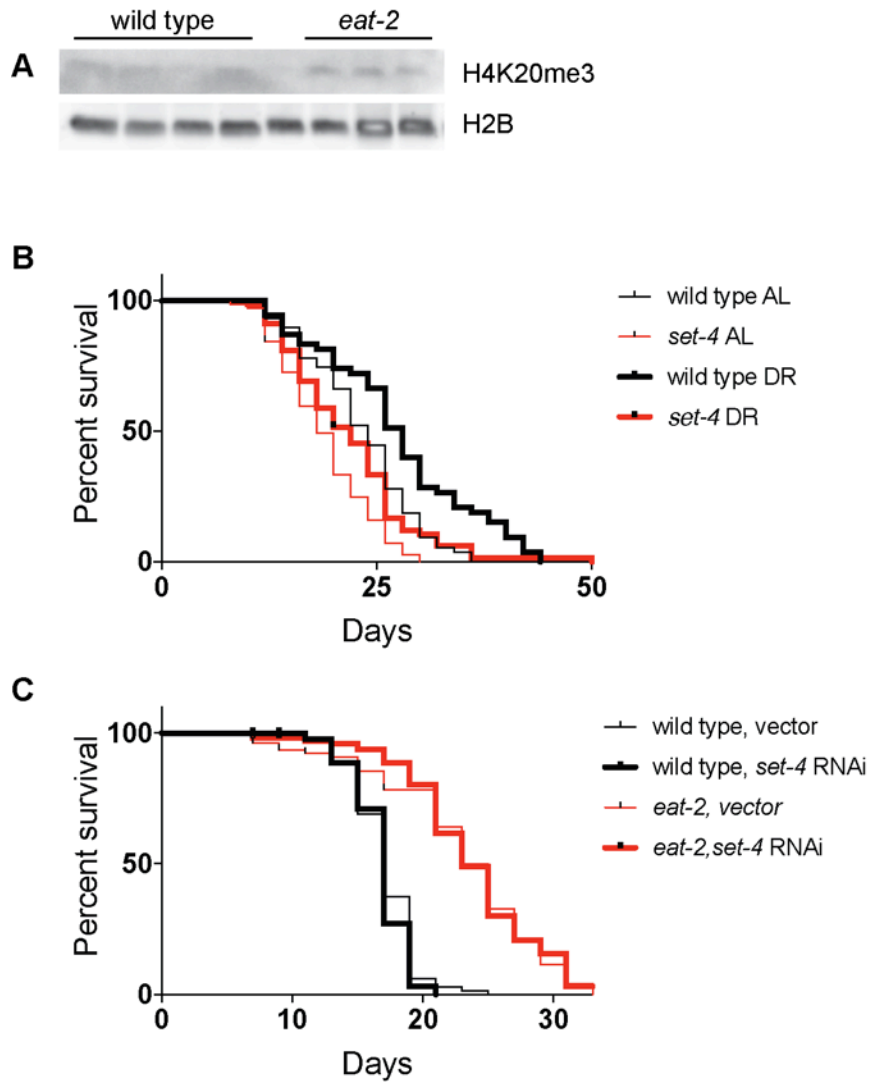 wild type eat-2
A
H4K20me3
H2B
B
Percent survival
100
50
0
0 25 50
Days
wild type AL
set-4 AL
wild type DR
set-4 DR
C
Percent survival
100
50
0
0 10 20 30
Days
wild type, vector
wild type, set-4 RNAi
eat-2, vector
eat-2,set-4 RNAi